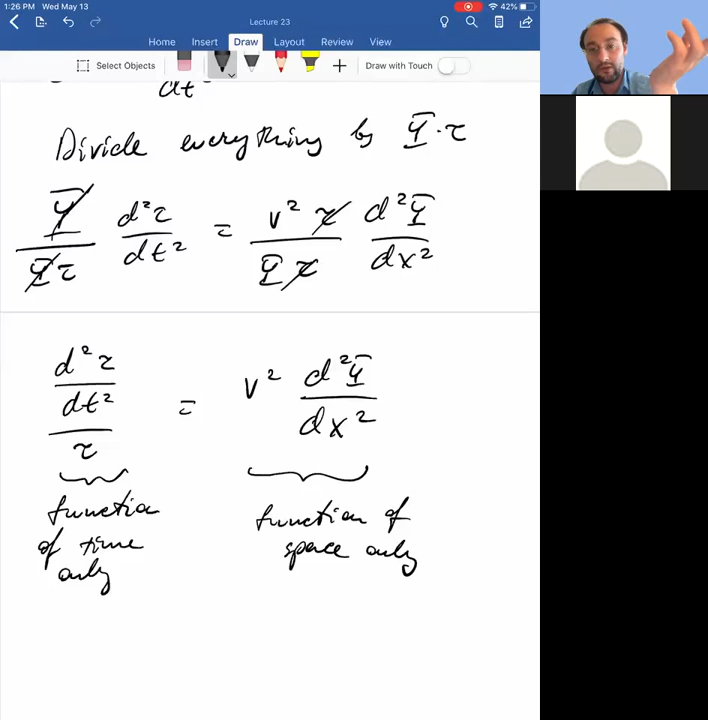 1:26 PM Wed May 13
42%
Lecture 23
Home Insert Draw Layout Review View
Select Objects
Draw with Touch
dt
Divide everything by Ψ·τ
Ψ/(Ψτ) d²τ/dt² = v²τ/(Ψτ) d²Ψ/dx²
(d²τ/dt²)/τ = v² d²Ψ/dx²
function of time only
function of space only